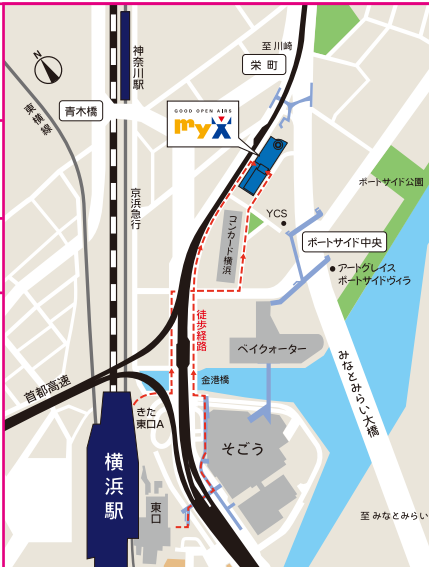 N
至 川崎
神奈川駅
栄 町
青木橋
GOOD OPEN AIRS
myX
東横線
京浜急行
ポートサイド公園
YCS
コンカード横浜
ポートサイド中央
アートグレイス
ポートサイドヴィラ
徒歩経路
ベイクォーター
みなとみらい大橋
首都高速
金港橋
きた
東口A
そごう
横浜駅
東口
至 みなとみらい